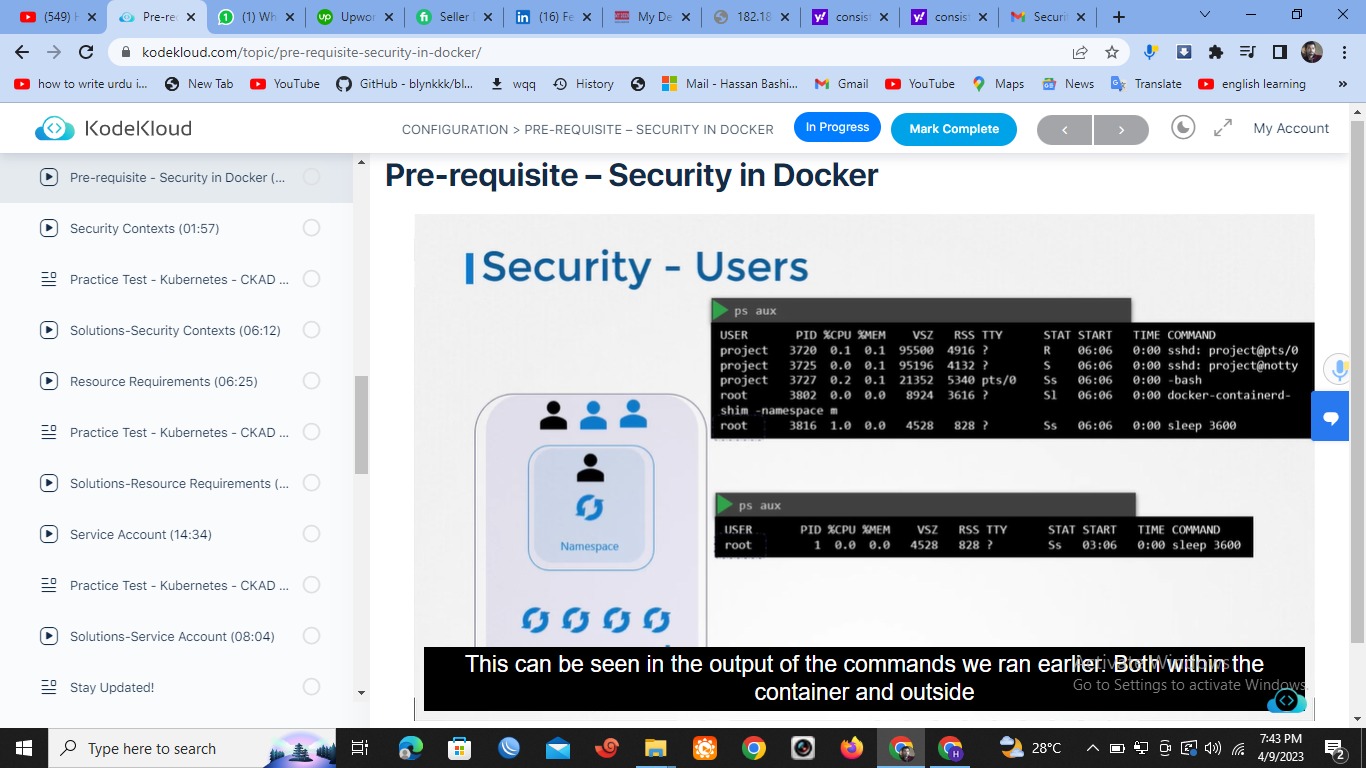 (549) H
Pre-re
(1) Wh
Upwor
Seller
(16) Fe
My De
182.18
consist
consist
Securit
kodekloud.com/topic/pre-requisite-security-in-docker/
how to write urdu i...
New Tab
YouTube
GitHub - blynkkk/bl...
wqq
History
Mail - Hassan Bashi...
Gmail
YouTube
Maps
News
Translate
english learning
»
KodeKloud
CONFIGURATION > PRE-REQUISITE – SECURITY IN DOCKER
In Progress
Mark Complete
<
>
My Account
Pre-requisite - Security in Docker (...
Security Contexts (01:57)
Practice Test - Kubernetes - CKAD ...
Solutions-Security Contexts (06:12)
Resource Requirements (06:25)
Practice Test - Kubernetes - CKAD ...
Solutions-Resource Requirements (...
Service Account (14:34)
Practice Test - Kubernetes - CKAD ...
Solutions-Service Account (08:04)
Stay Updated!
Pre-requisite – Security in Docker
Security - Users
ps aux
USER PID %CPU %MEM VSZ RSS TTY STAT START TIME COMMAND
project 3720 0.1 0.1 95500 4916 ? R 06:06 0:00 sshd: project@pts/0
project 3725 0.0 0.1 95196 4132 ? S 06:06 0:00 sshd: project@notty
project 3727 0.2 0.1 21352 5340 pts/0 Ss 06:06 0:00 -bash
root 3802 0.0 0.0 8924 3616 ? Sl 06:06 0:00 docker-containerd-
shim -namespace m
root 3816 1.0 0.0 4528 828 ? Ss 06:06 0:00 sleep 3600
Namespace
ps aux
USER PID %CPU %MEM VSZ RSS TTY STAT START TIME COMMAND
root 1 0.0 0.0 4528 828 ? Ss 03:06 0:00 sleep 3600
This can be seen in the output of the commands we ran earlier. Both within the
container and outside
Activate Windows
Go to Settings to activate Windows.
Type here to search
28°C
7:43 PM
4/9/2023
2